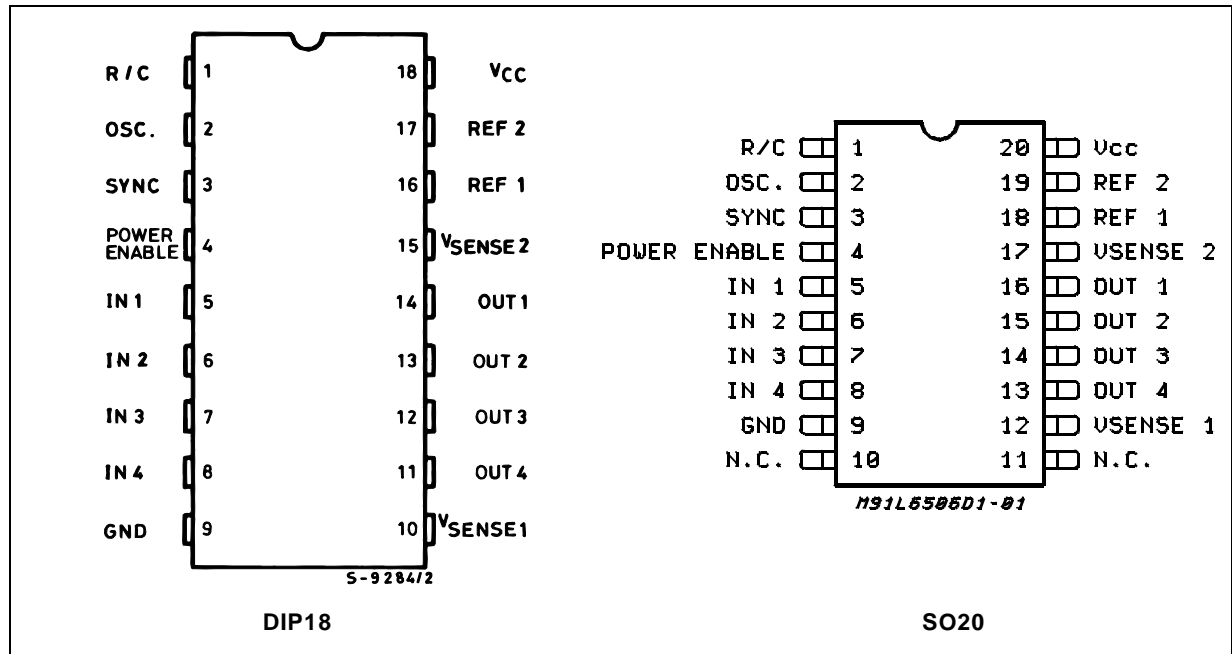 R/C 1 18 VCC
OSC. 2 17 REF 2
SYNC 3 16 REF 1
POWER
ENABLE 4 15 VSENSE2
IN 1 5 14 OUT 1
IN 2 6 13 OUT 2
IN 3 7 12 OUT 3
IN 4 8 11 OUT 4
GND 9 10 VSENSE1
S-9284/2
DIP18
R/C 1 20 Vcc
OSC. 2 19 REF 2
SYNC 3 18 REF 1
POWER ENABLE 4 17 VSENSE 2
IN 1 5 16 OUT 1
IN 2 6 15 OUT 2
IN 3 7 14 OUT 3
IN 4 8 13 OUT 4
GND 9 12 VSENSE 1
N.C. 10 11 N.C.
M91L6506D1-01
SO20